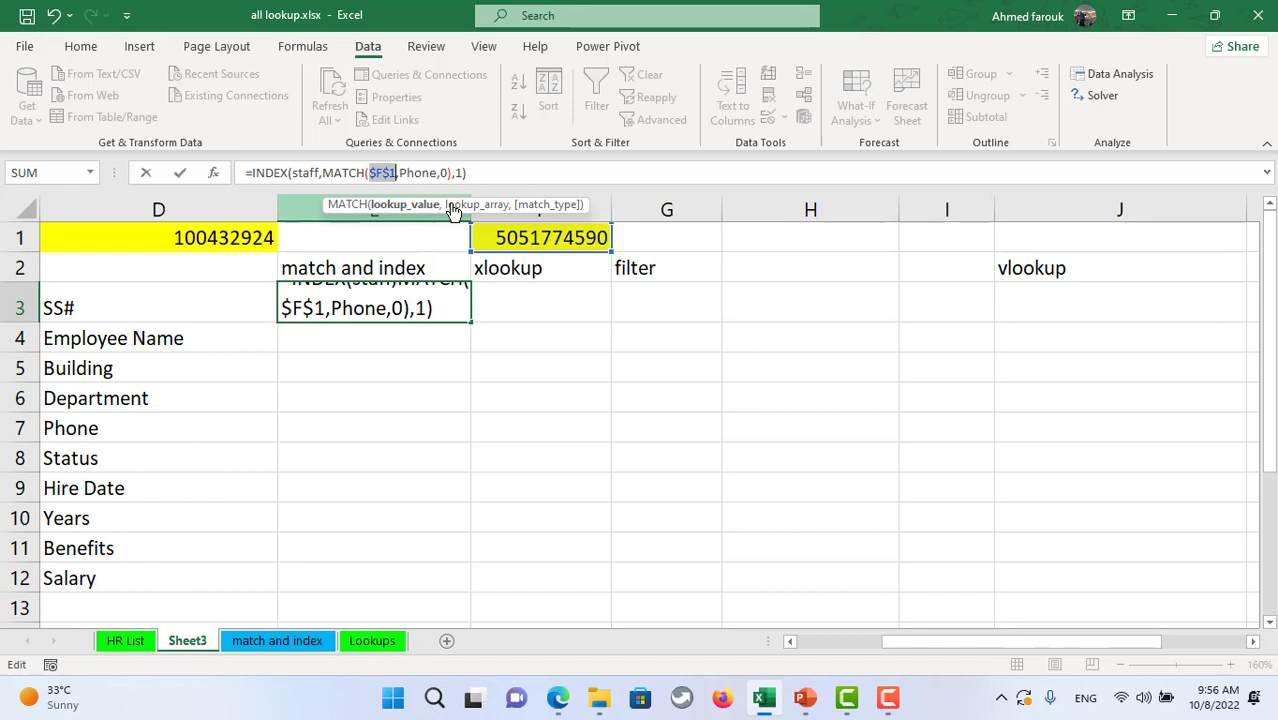 all lookup.xlsx - Excel
Search
Ahmed farouk
File Home Insert Page Layout Formulas Data Review View Help Power Pivot
Share
Get Data
From Text/CSV
From Web
From Table/Range
Recent Sources
Existing Connections
Get & Transform Data
Refresh All
Queries & Connections
Properties
Edit Links
Queries & Connections
Sort
Filter
Clear
Reapply
Advanced
Sort & Filter
Text to Columns
Data Tools
What-If Analysis
Forecast Sheet
Forecast
Group
Ungroup
Subtotal
Outline
Data Analysis
Solver
Analyze
SUM
=INDEX(staff,MATCH($F$1,Phone,0),1)
MATCH(lookup_value, lookup_array, [match_type])
D G H I J
1 100432924 5051774590
2 match and index xlookup filter vlookup
3 SS# $F$1,Phone,0),1)
4 Employee Name
5 Building
6 Department
7 Phone
8 Status
9 Hire Date
10 Years
11 Benefits
12 Salary
13
HR List Sheet3 match and index Lookups
Edit
160%
33°C
Sunny
ENG
9:56 AM
10/8/2022